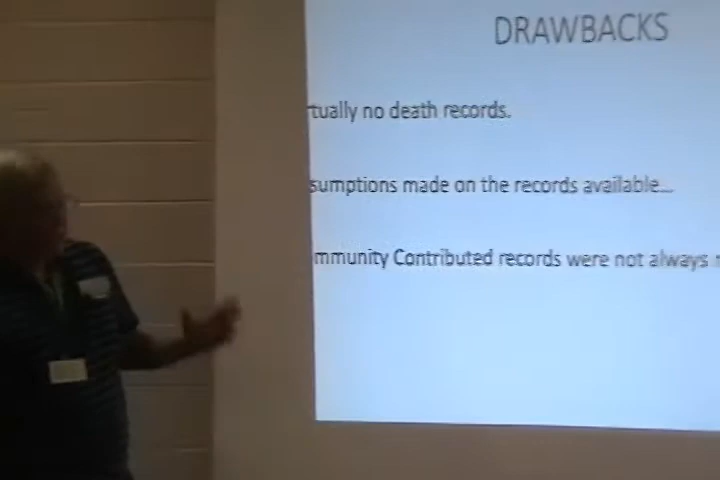 DRAWBACKS
tually no death records.
sumptions made on the records available...
mmunity Contributed records were not always